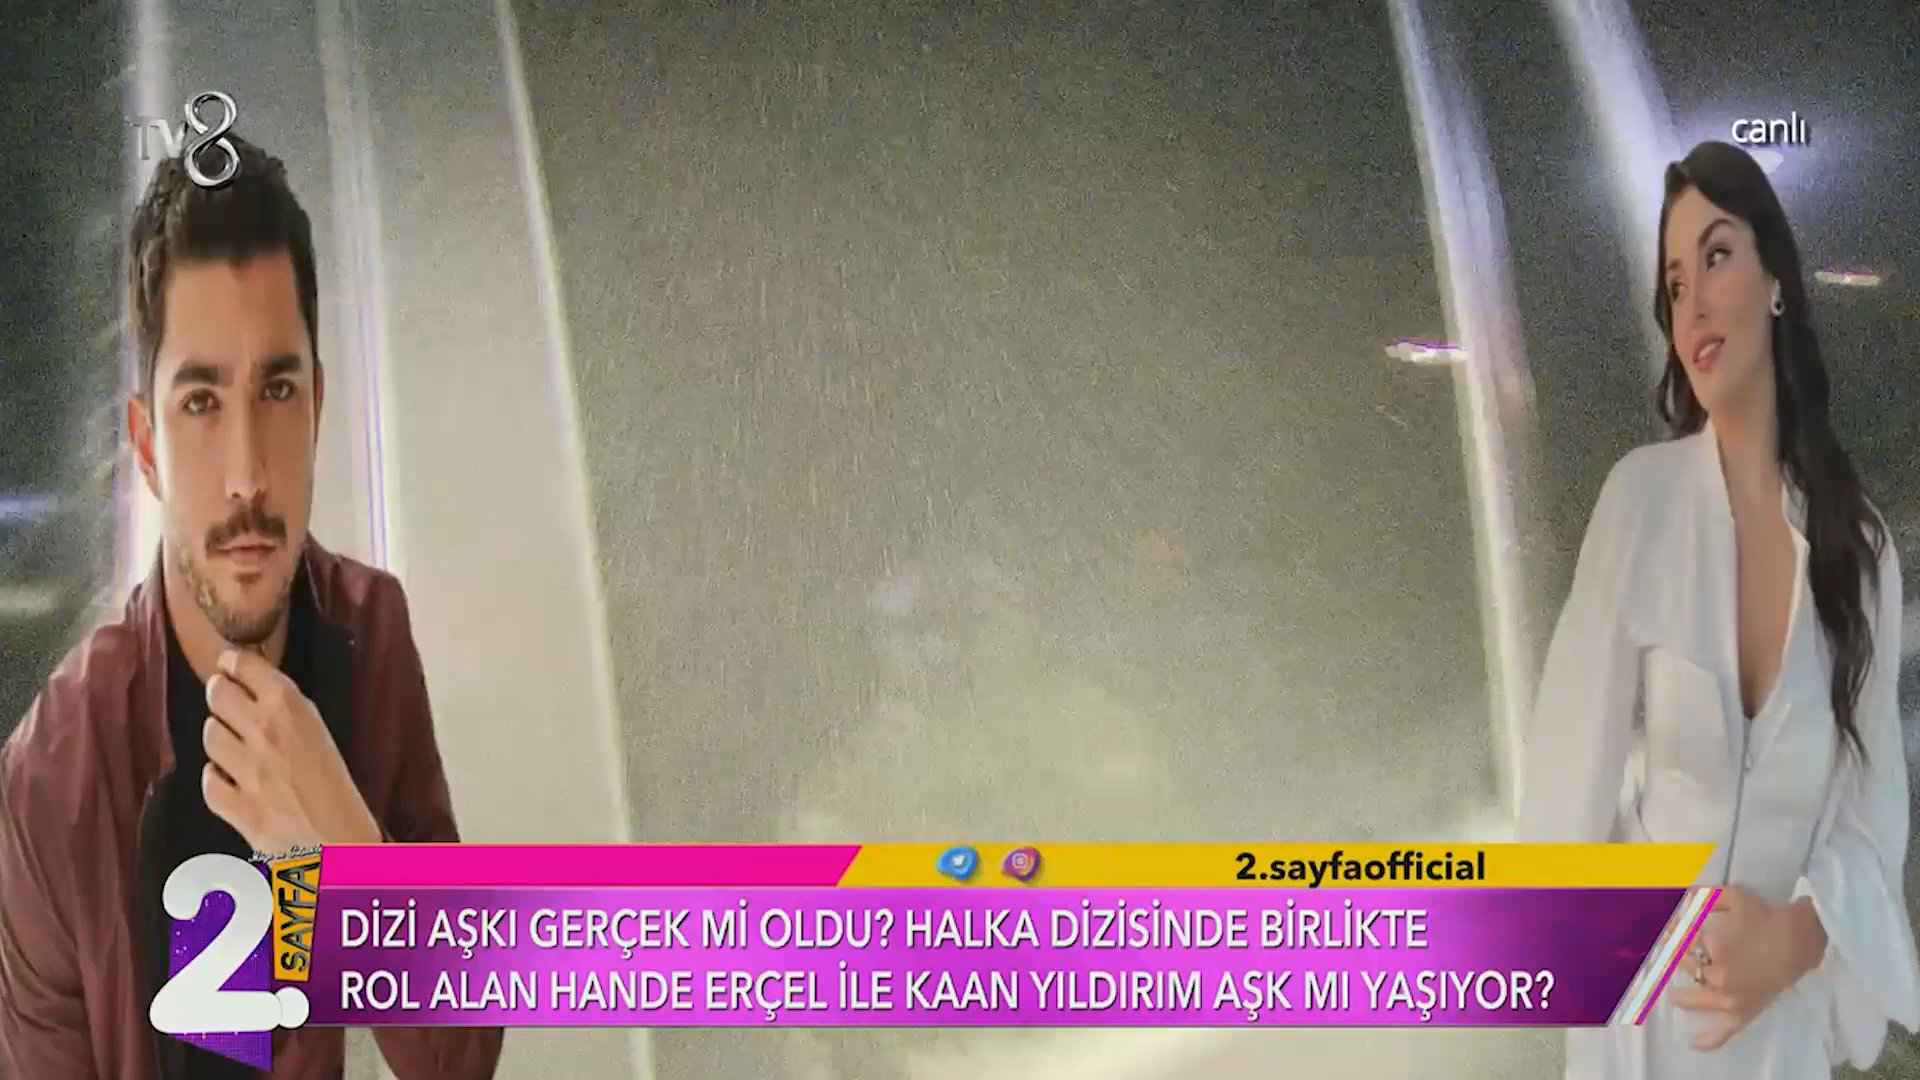 TV8
canlı
2.sayfaofficial
2. SAYFA
DİZİ AŞKI GERÇEK Mİ OLDU? HALKA DİZİSİNDE BİRLİKTE
ROL ALAN HANDE ERÇEL İLE KAAN YILDIRIM AŞK MI YAŞIYOR?